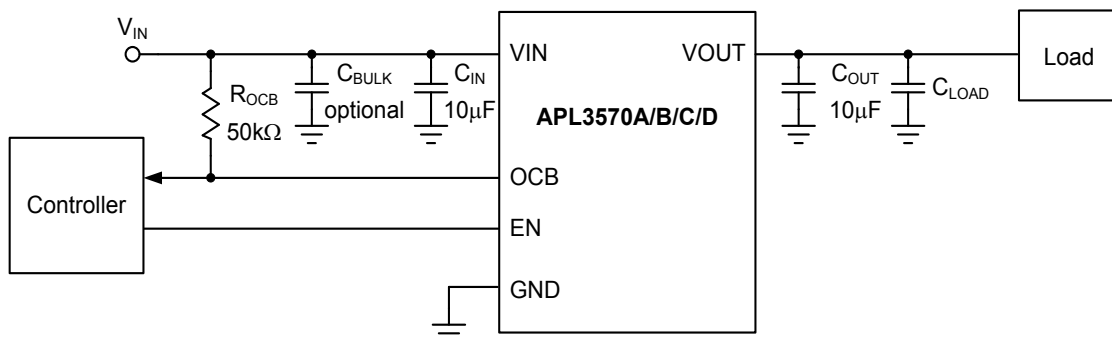 VIN
VIN
VOUT
Load
ROCB
50kΩ
CBULK
optional
CIN
10μF
APL3570A/B/C/D
COUT
10μF
CLOAD
Controller
OCB
EN
GND